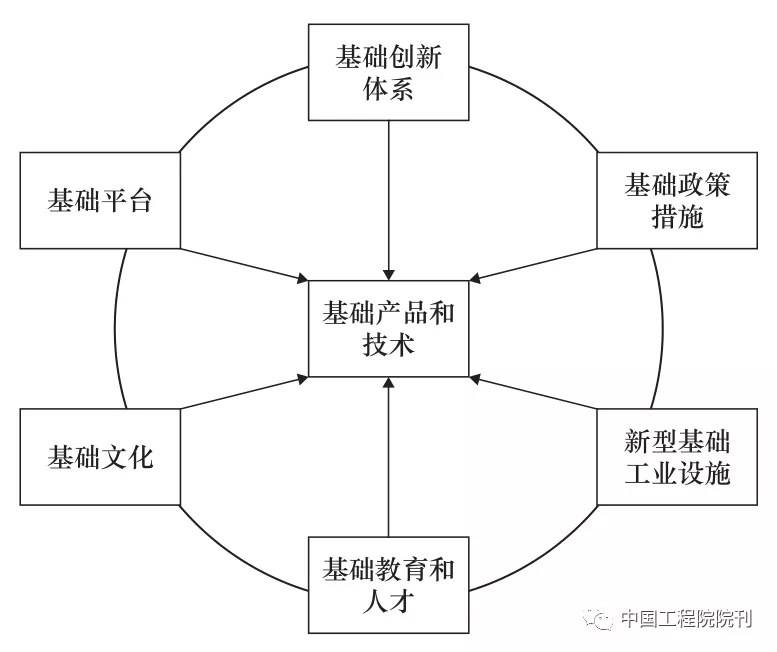 基础创新
体系
基础平台
基础政策
措施
基础产品和
技术
基础文化
新型基础
工业设施
基础教育和
人才
中国工程院院刊